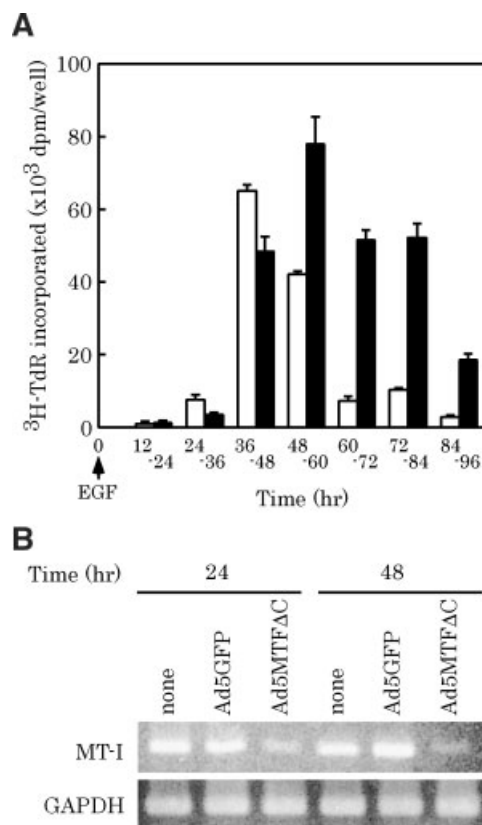 A
³H-TdR incorporated (x10³ dpm/well)
100
80
60
40
20
0
0 12 24 36 48 60 72 84
-24 -36 -48 -60 -72 -84 -96
EGF
Time (hr)
B
Time (hr) 24 48
none Ad5GFP Ad5MTFΔC none Ad5GFP Ad5MTFΔC
MT-I
GAPDH